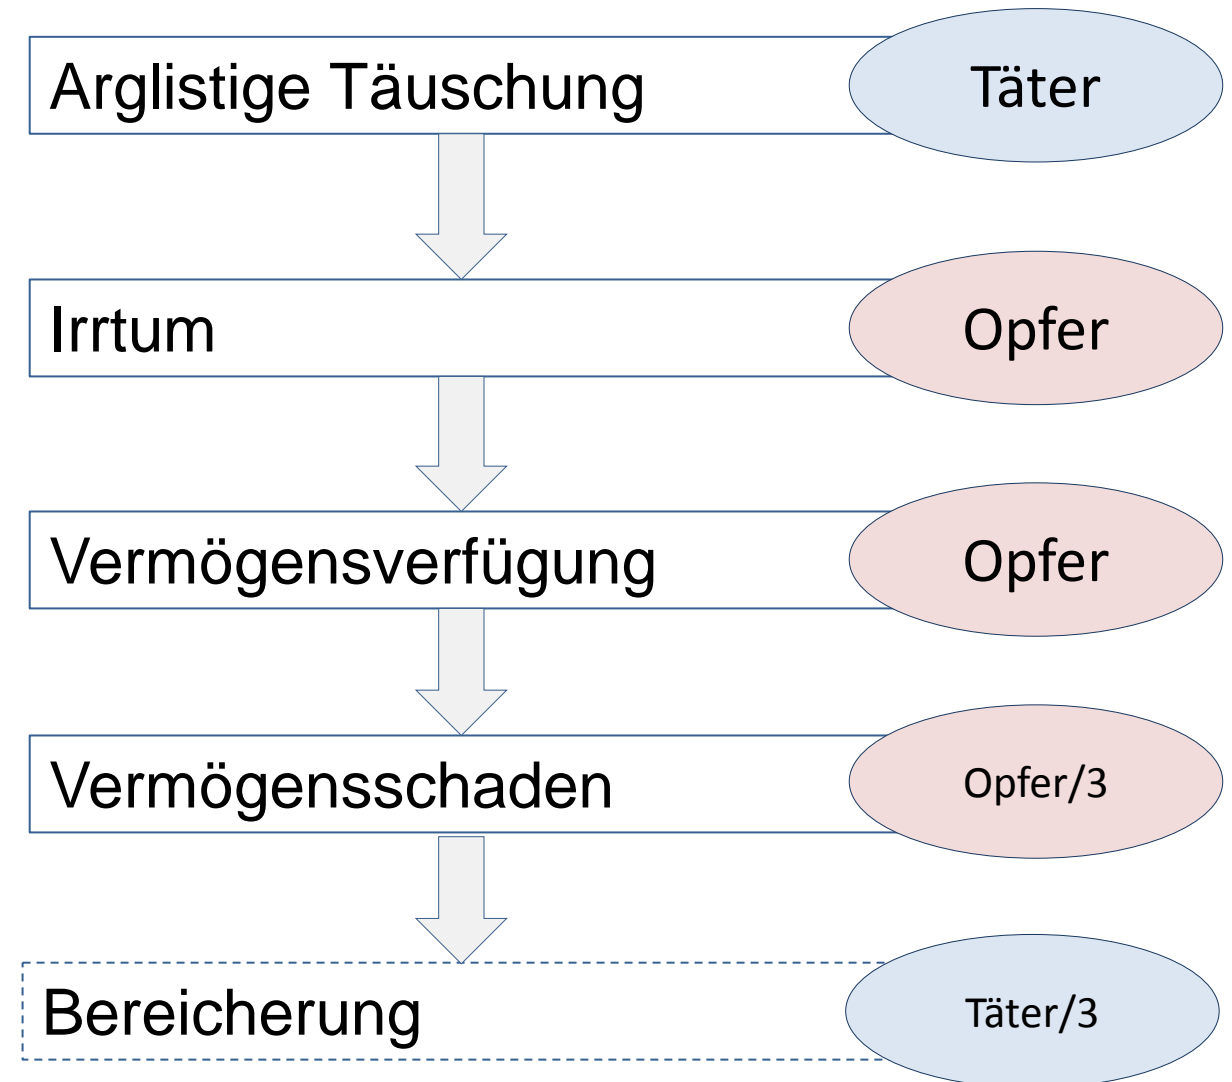 Arglistige Täuschung
Täter
Irrtum
Opfer
Vermögensverfügung
Opfer
Vermögensschaden
Opfer/3
Bereicherung
Täter/3